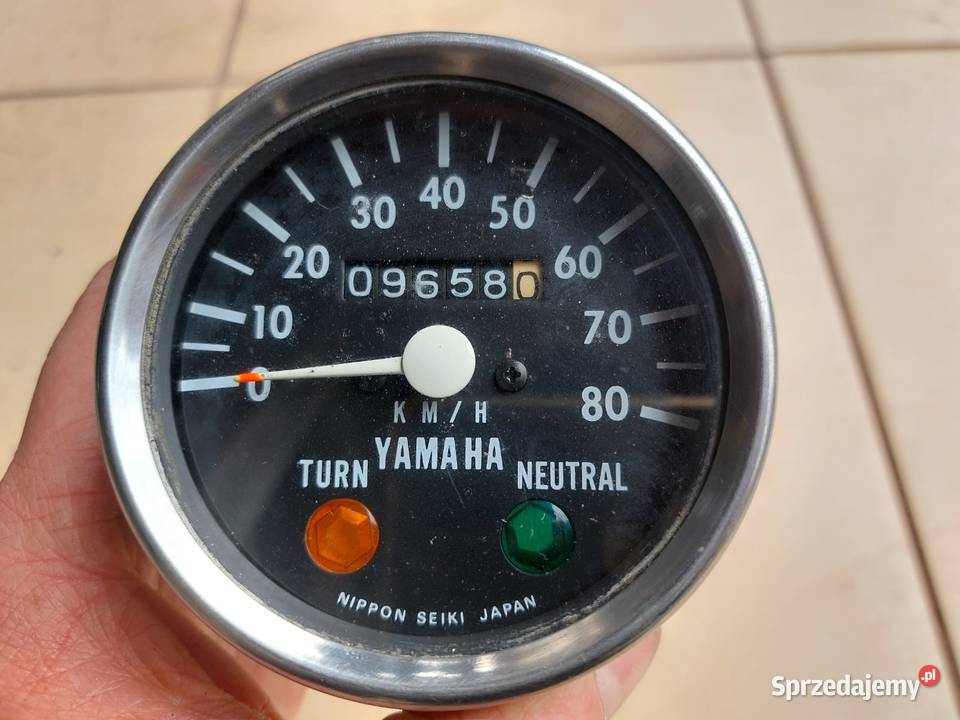 40
30 50
20 60
096580
10 70
0 80
KM/H
YAMAHA
TURN NEUTRAL
NIPPON SEIKI JAPAN
Sprzedajemy.pl